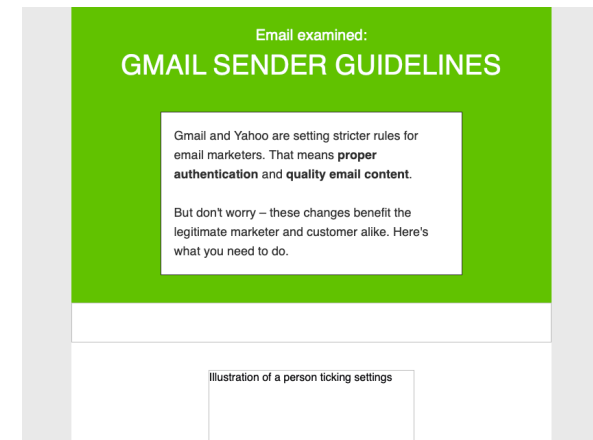 Email examined:
GMAIL SENDER GUIDELINES
Gmail and Yahoo are setting stricter rules for
email marketers. That means proper
authentication and quality email content.
But don't worry – these changes benefit the
legitimate marketer and customer alike. Here's
what you need to do.
Illustration of a person ticking settings